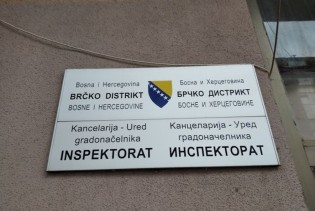 Bosna i Hercegovina
BRČKO DISTRIKT
BOSNE I HERCEGOVINE
Босна и Херцеговина
БРЧКО ДИСТРИКТ
БОСНЕ И ХЕРЦЕГОВИНЕ
Kancelarija - Ured
gradonačelnika
INSPEKTORAT
Канцеларија - Уред
градоначелника
ИНСПЕКТОРАТ